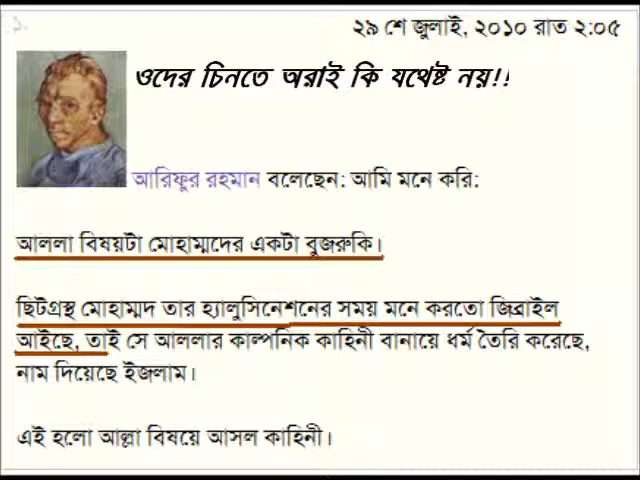 ২৯ শে জুলাই, ২০১০ রাত ২:০৫
ওদের চিনতে অরাই কি যথেষ্ট নয়!!
আরিফুর রহমান বলেছেন: আমি মনে করি:
আললা বিষয়টা মোহাম্মদের একটা বুজরুকি।
ছিটগ্রস্থ মোহাম্মদ তার হ্যালুসিনেশনের সময় মনে করতো জিব্রাইল
আইছে, তাই সে আললার কাল্পনিক কাহিনী বানায়ে ধর্ম তৈরি করেছে,
নাম দিয়েছে ইজলাম।
এই হলো আল্লা বিষয়ে আসল কাহিনী।